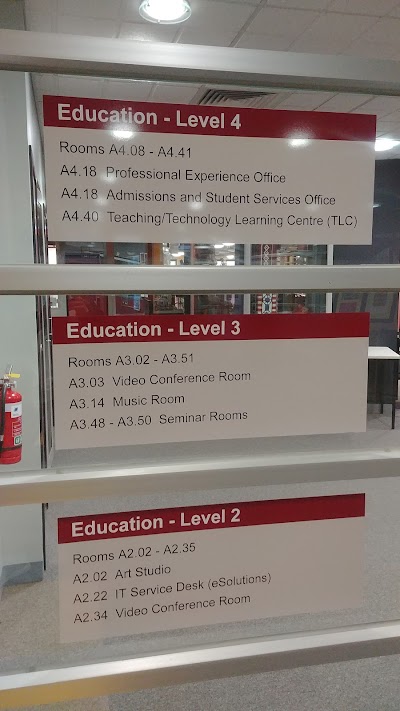 Education - Level 4
Rooms A4.08 - A4.41
A4.18 Professional Experience Office
A4.18 Admissions and Student Services Office
A4.40 Teaching/Technology Learning Centre (TLC)
Education - Level 3
Rooms A3.02 - A3.51
A3.03 Video Conference Room
A3.14 Music Room
A3.48 - A3.50 Seminar Rooms
Education - Level 2
Rooms A2.02 - A2.35
A2.02 Art Studio
A2.22 IT Service Desk (eSolutions)
A2.34 Video Conference Room